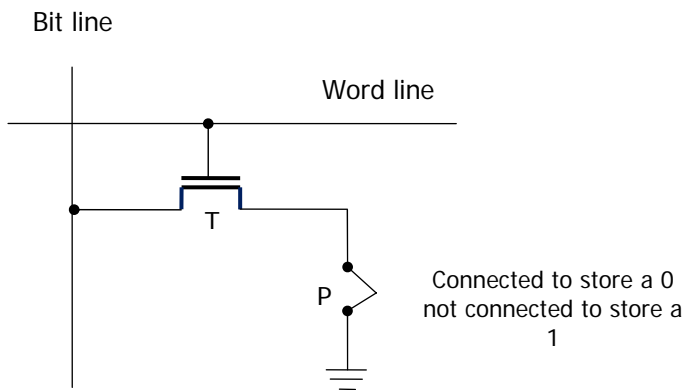 Bit line
Word line
T
P
Connected to store a 0
not connected to store a
1